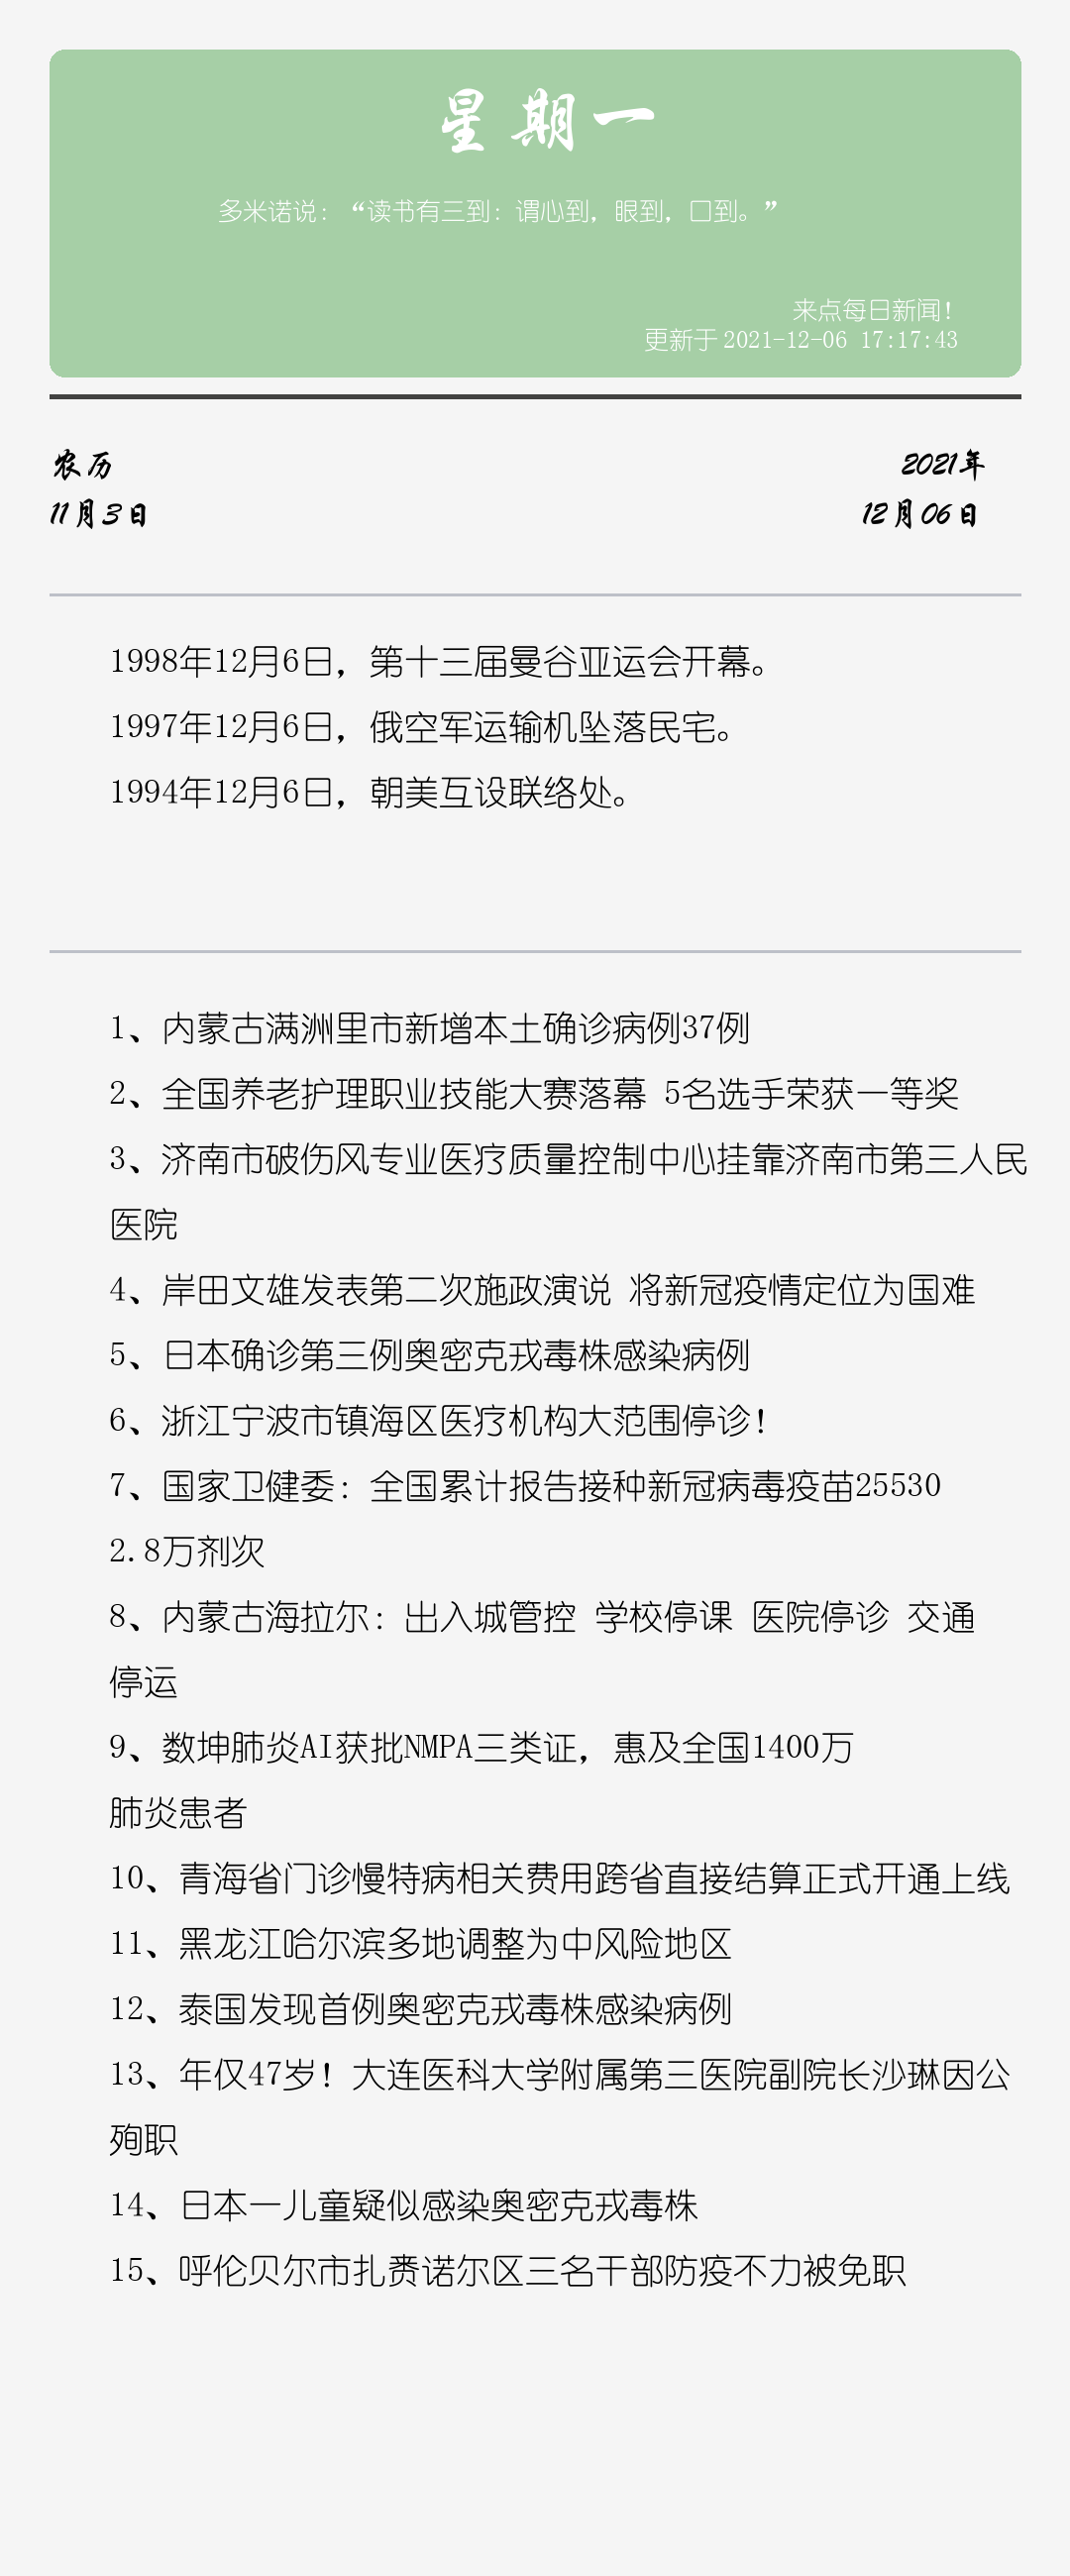 星期一
多米诺说：“读书有三到：谓心到，眼到，口到。”
来点每日新闻！
更新于 2021-12-06 17:17:43
农历
2021年
11月3日
12月06日
1998年12月6日，第十三届曼谷亚运会开幕。
1997年12月6日，俄空军运输机坠落民宅。
1994年12月6日，朝美互设联络处。
1、内蒙古满洲里市新增本土确诊病例37例
2、全国养老护理职业技能大赛落幕 5名选手荣获一等奖
3、济南市破伤风专业医疗质量控制中心挂靠济南市第三人民
医院
4、岸田文雄发表第二次施政演说 将新冠疫情定位为国难
5、日本确诊第三例奥密克戎毒株感染病例
6、浙江宁波市镇海区医疗机构大范围停诊！
7、国家卫健委：全国累计报告接种新冠病毒疫苗25530
2.8万剂次
8、内蒙古海拉尔：出入城管控 学校停课 医院停诊 交通
停运
9、数坤肺炎AI获批NMPA三类证，惠及全国1400万
肺炎患者
10、青海省门诊慢特病相关费用跨省直接结算正式开通上线
11、黑龙江哈尔滨多地调整为中风险地区
12、泰国发现首例奥密克戎毒株感染病例
13、年仅47岁！大连医科大学附属第三医院副院长沙琳因公
殉职
14、日本一儿童疑似感染奥密克戎毒株
15、呼伦贝尔市扎赉诺尔区三名干部防疫不力被免职